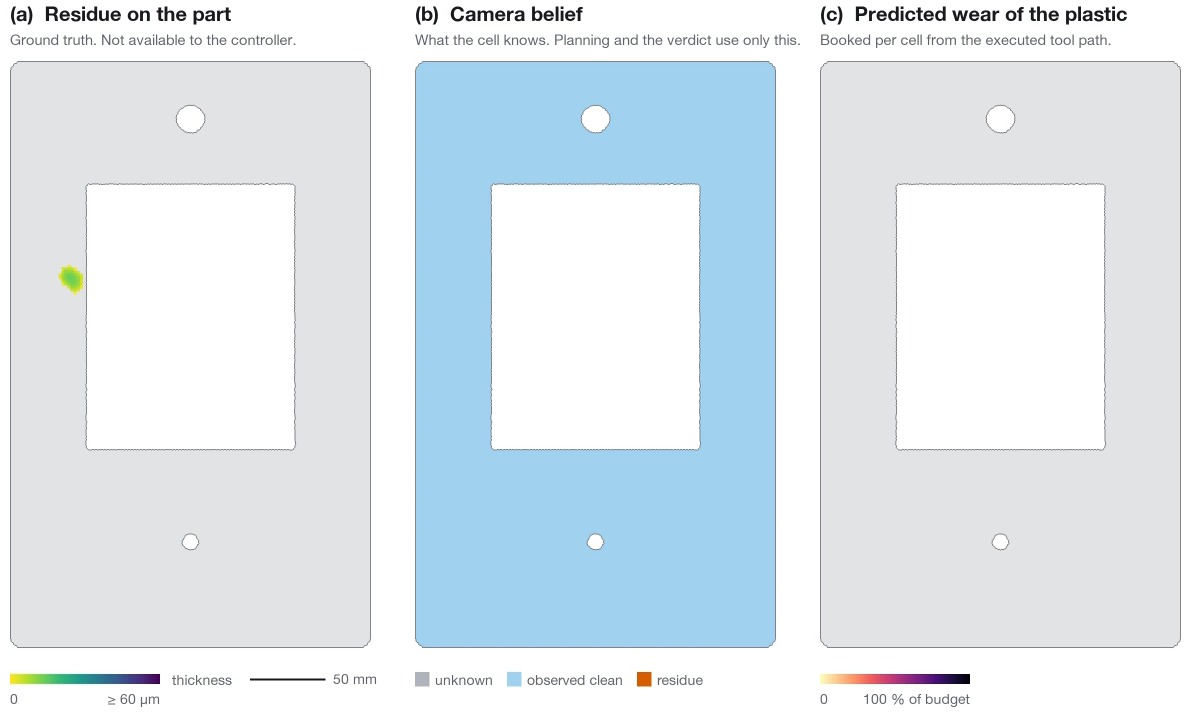 (a) Residue on the part
Ground truth. Not available to the controller.
0
≥ 60 µm
thickness
50 mm
(b) Camera belief
What the cell knows. Planning and the verdict use only this.
unknown
observed clean
residue
(c) Predicted wear of the plastic
Booked per cell from the executed tool path.
0
100 % of budget